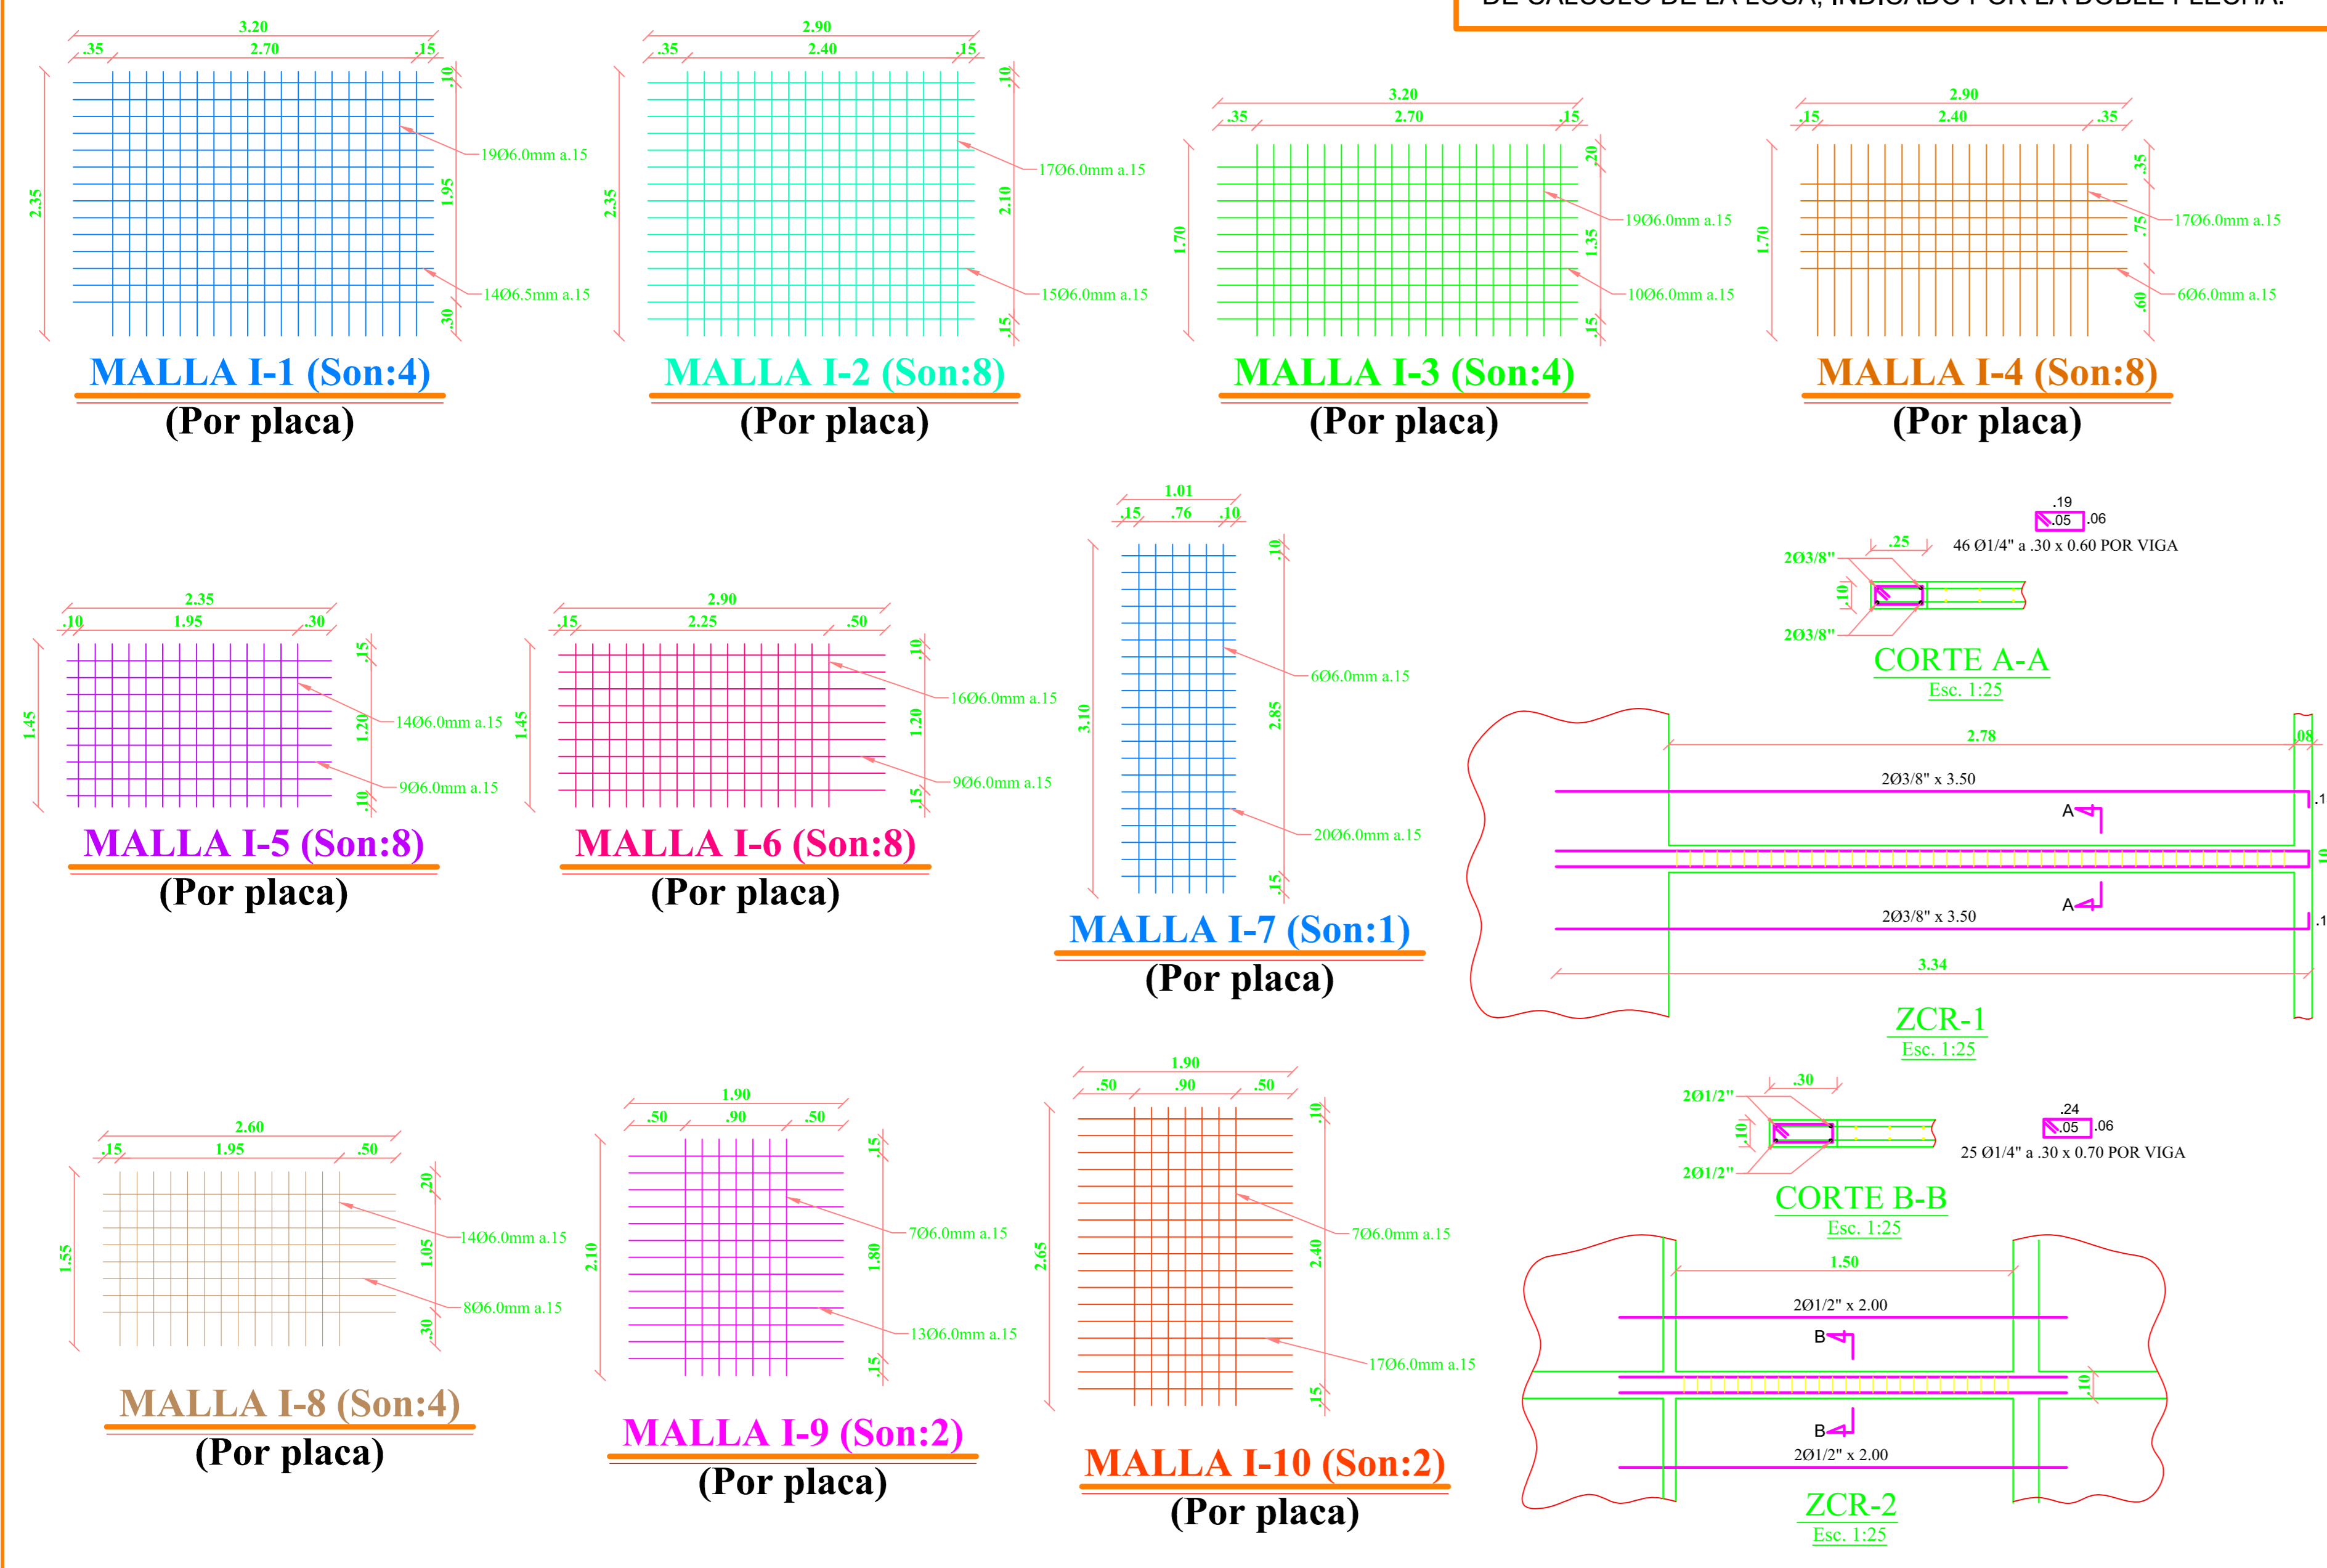 DE CALCULO DE LA LOSA, INDICADO POR LA DOBLE FLECHA.
3.20
.35
2.70
.15
.10
2.35
1.95
.30
19Ø6.0mm a.15
14Ø6.5mm a.15
MALLA I-1 (Son:4)
(Por placa)
2.90
.35
2.40
.15
.10
2.35
2.10
.15
17Ø6.0mm a.15
15Ø6.0mm a.15
MALLA I-2 (Son:8)
(Por placa)
3.20
.35
2.70
.15
.20
1.70
1.35
.15
19Ø6.0mm a.15
10Ø6.0mm a.15
MALLA I-3 (Son:4)
(Por placa)
2.90
.15
2.40
.35
.35
1.70
.75
.60
17Ø6.0mm a.15
6Ø6.0mm a.15
MALLA I-4 (Son:8)
(Por placa)
2.35
.10
1.95
.30
.15
1.45
1.20
.10
14Ø6.0mm a.15
9Ø6.0mm a.15
MALLA I-5 (Son:8)
(Por placa)
2.90
.15
2.25
.50
.10
1.45
1.20
.15
16Ø6.0mm a.15
9Ø6.0mm a.15
MALLA I-6 (Son:8)
(Por placa)
1.01
.15
.76
.10
.10
3.10
2.85
.15
6Ø6.0mm a.15
20Ø6.0mm a.15
MALLA I-7 (Son:1)
(Por placa)
.19
.05
.06
46 Ø1/4" a .30 x 0.60 POR VIGA
.25
2Ø3/8"
.10
2Ø3/8"
CORTE A-A
Esc. 1:25
2.78
.08
2Ø3/8" x 3.50
.1
A
.10
A
2Ø3/8" x 3.50
.1
3.34
ZCR-1
Esc. 1:25
2.60
.15
1.95
.50
.20
1.55
1.05
.30
14Ø6.0mm a.15
8Ø6.0mm a.15
MALLA I-8 (Son:4)
(Por placa)
1.90
.50
.90
.50
.15
2.10
1.80
.15
7Ø6.0mm a.15
13Ø6.0mm a.15
MALLA I-9 (Son:2)
(Por placa)
1.90
.50
.90
.50
.10
2.65
2.40
.15
7Ø6.0mm a.15
17Ø6.0mm a.15
MALLA I-10 (Son:2)
(Por placa)
.30
2Ø1/2"
.10
2Ø1/2"
.24
.05
.06
25 Ø1/4" a .30 x 0.70 POR VIGA
CORTE B-B
Esc. 1:25
1.50
2Ø1/2" x 2.00
B
.10
B
2Ø1/2" x 2.00
ZCR-2
Esc. 1:25